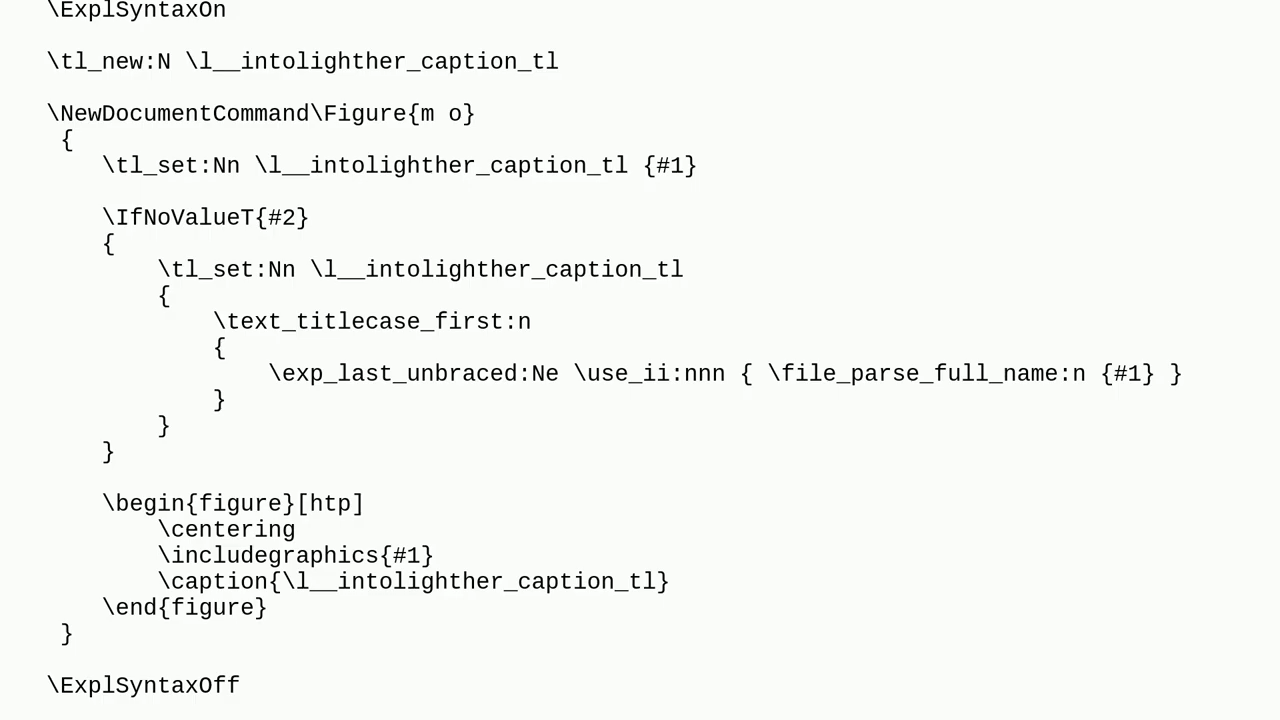 \ExplSyntaxOn
\tl_new:N \l__intolighther_caption_tl
\NewDocumentCommand\Figure{m o}
{
\tl_set:Nn \l__intolighther_caption_tl {#1}
\IfNoValueT{#2}
{
\tl_set:Nn \l__intolighther_caption_tl
{
\text_titlecase_first:n
{
\exp_last_unbraced:Ne \use_ii:nnn { \file_parse_full_name:n {#1} }
}
}
}
\begin{figure}[htp]
\centering
\includegraphics{#1}
\caption{\l__intolighther_caption_tl}
\end{figure}
}
\ExplSyntaxOff